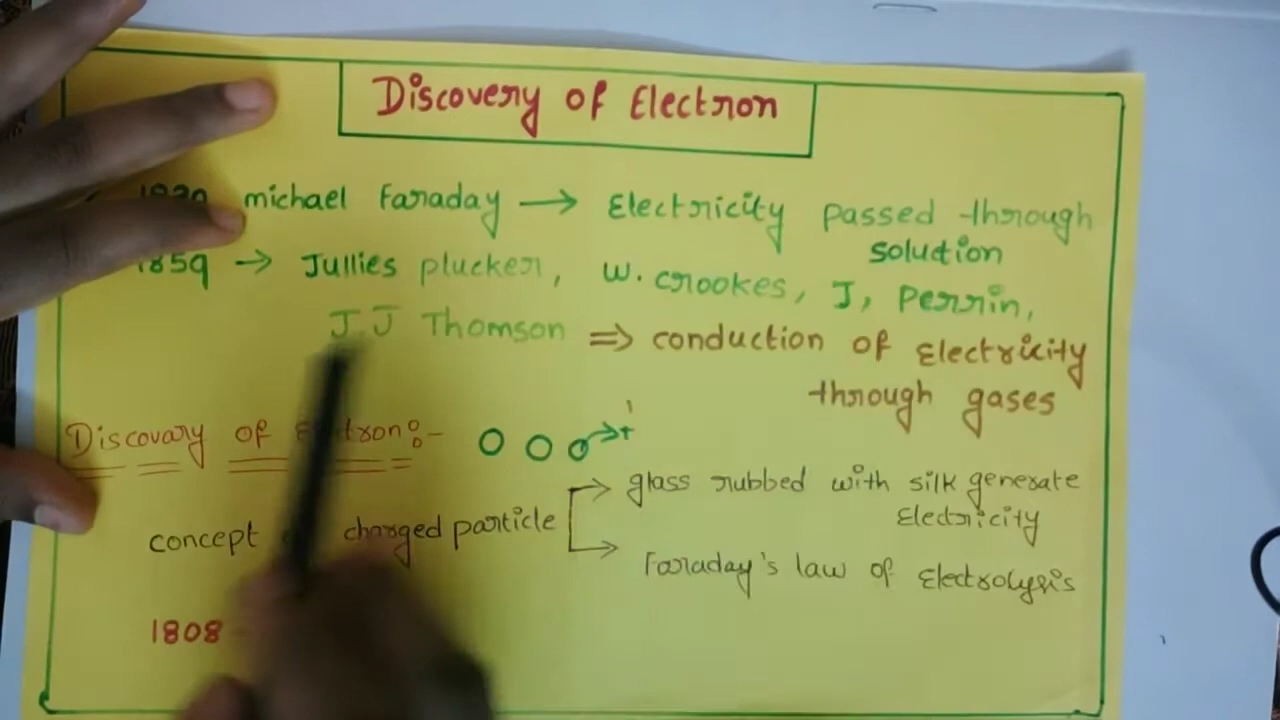 Discovery of Electron
michael Faraday → Electricity passed through
solution
1859 → Jullies plucker, W. crookes, J, Perrin,
J.J Thomson ⇒ conduction of Electricity
through gases
Discovary of
concept charged particle
glass rubbed with silk generate
Electricity
Faraday's law of Electrolysis
1808